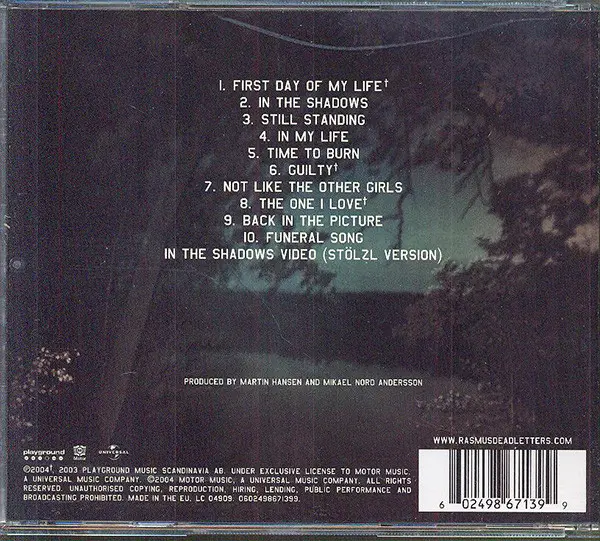 1. FIRST DAY OF MY LIFE†
2. IN THE SHADOWS
3. STILL STANDING
4. IN MY LIFE
5. TIME TO BURN
6. GUILTY†
7. NOT LIKE THE OTHER GIRLS
8. THE ONE I LOVE†
9. BACK IN THE PICTURE
10. FUNERAL SONG
IN THE SHADOWS VIDEO (STÖLZL VERSION)
PRODUCED BY MARTIN HANSEN AND MIKAEL NORD ANDERSSON
WWW.RASMUSDEADLETTERS.COM
playground Motor UNIVERSAL
©2004†, 2003 PLAYGROUND MUSIC SCANDINAVIA AB. UNDER EXCLUSIVE LICENSE TO MOTOR MUSIC,
A UNIVERSAL MUSIC COMPANY. ©2004 MOTOR MUSIC, A UNIVERSAL MUSIC COMPANY. ALL RIGHTS
RESERVED. UNAUTHORISED COPYING, REPRODUCTION, HIRING, LENDING, PUBLIC PERFORMANCE AND
BROADCASTING PROHIBITED. MADE IN THE EU. LC 04909. 0602498671399.
6 02498 67139 9